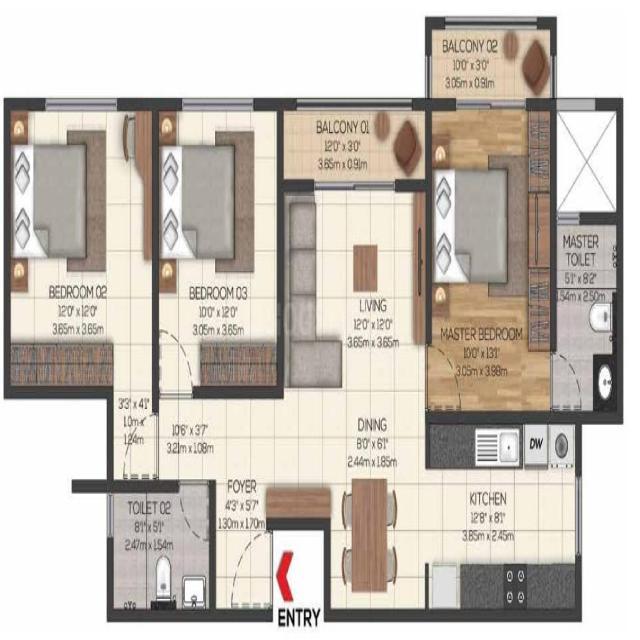 BALCONY 02
10'0" x 3'0"
3.05m x 0.91m
BALCONY 01
12'0" x 3'0"
3.65m x 0.91m
MASTER
TOILET
5'1" x 8'2"
1.54m x 2.50m
BEDROOM 02
12'0" x 12'0"
3.65m x 3.65m
BEDROOM 03
10'0" x 12'0"
3.05m x 3.65m
LIVING
12'0" x 12'0"
3.65m x 3.65m
MASTER BEDROOM
10'0" x 13'1"
3.05m x 3.98m
3'3" x 4'1"
1.0m x
1.24m
10'6" x 3'7"
3.21m x 1.08m
DINING
8'0" x 6'1"
2.44m x 1.85m
DW
FOYER
4'3" x 5'7"
1.30m x 1.70m
TOILET 02
8'1" x 5'1"
2.47m x 1.54m
KITCHEN
12'8" x 8'1"
3.85m x 2.45m
ENTRY